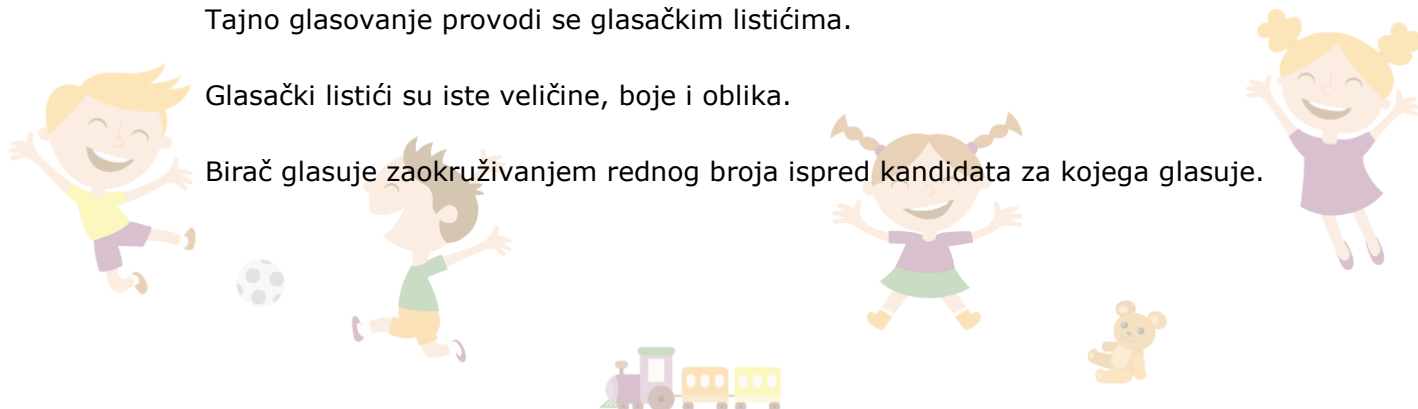 Tajno glasovanje provodi se glasačkim listićima.
Glasački listići su iste veličine, boje i oblika.
Birač glasuje zaokruživanjem rednog broja ispred kandidata za kojega glasuje.